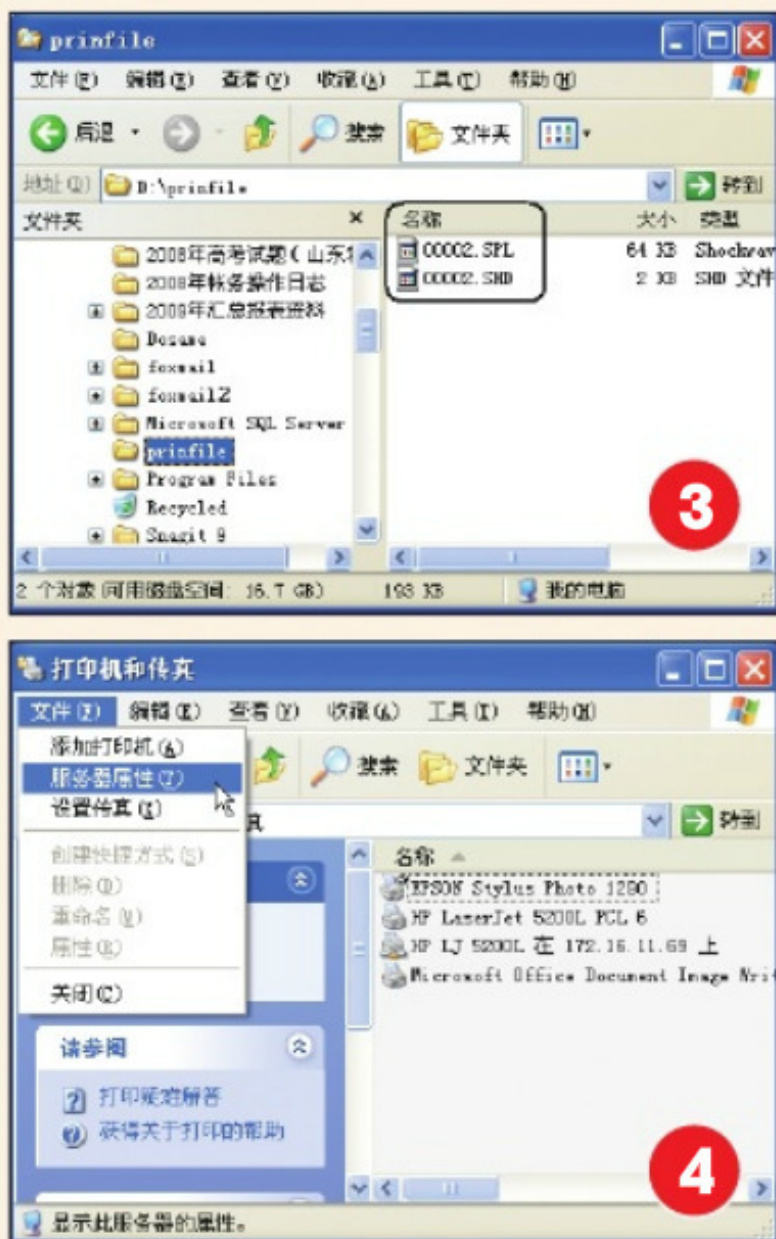 prinfile
文件(F) 编辑(E) 查看(V) 收藏(A) 工具(T) 帮助(H)
后退 搜索 文件夹
地址(D) D:\prinfile 转到
文件夹 × 名称 大小 类型
2008年高考试题(山东 00002.SPL 64 KB Shockwav
2008年帐务操作日志 00002.SHD 2 KB SHD 文件
2009年汇总报表资料
foxmail
foxmail2
Microsoft SQL Server
prinfile
Program Files
Recycled
Snagit 9
3
2 个对象(可用磁盘空间: 16.7 GB) 193 KB 我的电脑
打印机和传真
文件(F) 编辑(E) 查看(V) 收藏(A) 工具(T) 帮助(H)
添加打印机(A) 搜索 文件夹
服务器属性(T)
设置传真(X) 具 转到
创建快捷方式(S) 名称
删除(D) EPSON Stylus Photo 1290
重命名(M) HP LaserJet 5200L PCL 6
属性(R) HP LJ 5200L 在 172.16.11.69 上
关闭(C) Microsoft Office Document Image Writ
请参阅
打印疑难解答
获得关于打印的帮助
4
显示此服务器的属性。